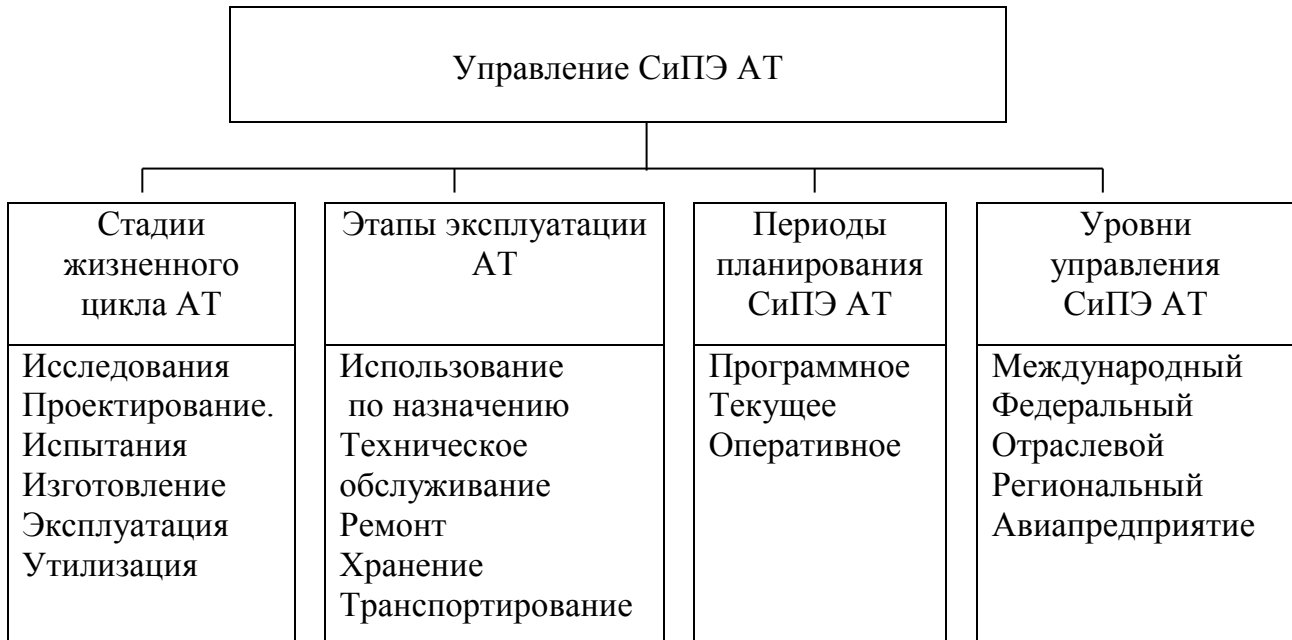 Управление СиПЭ АТ
Стадии
жизненного
цикла АТ
Исследования
Проектирование.
Испытания
Изготовление
Эксплуатация
Утилизация
Этапы эксплуатации
АТ
Использование
по назначению
Техническое
обслуживание
Ремонт
Хранение
Транспортирование
Периоды
планирования
СиПЭ АТ
Программное
Текущее
Оперативное
Уровни
управления
СиПЭ АТ
Международный
Федеральный
Отраслевой
Региональный
Авиапредприятие